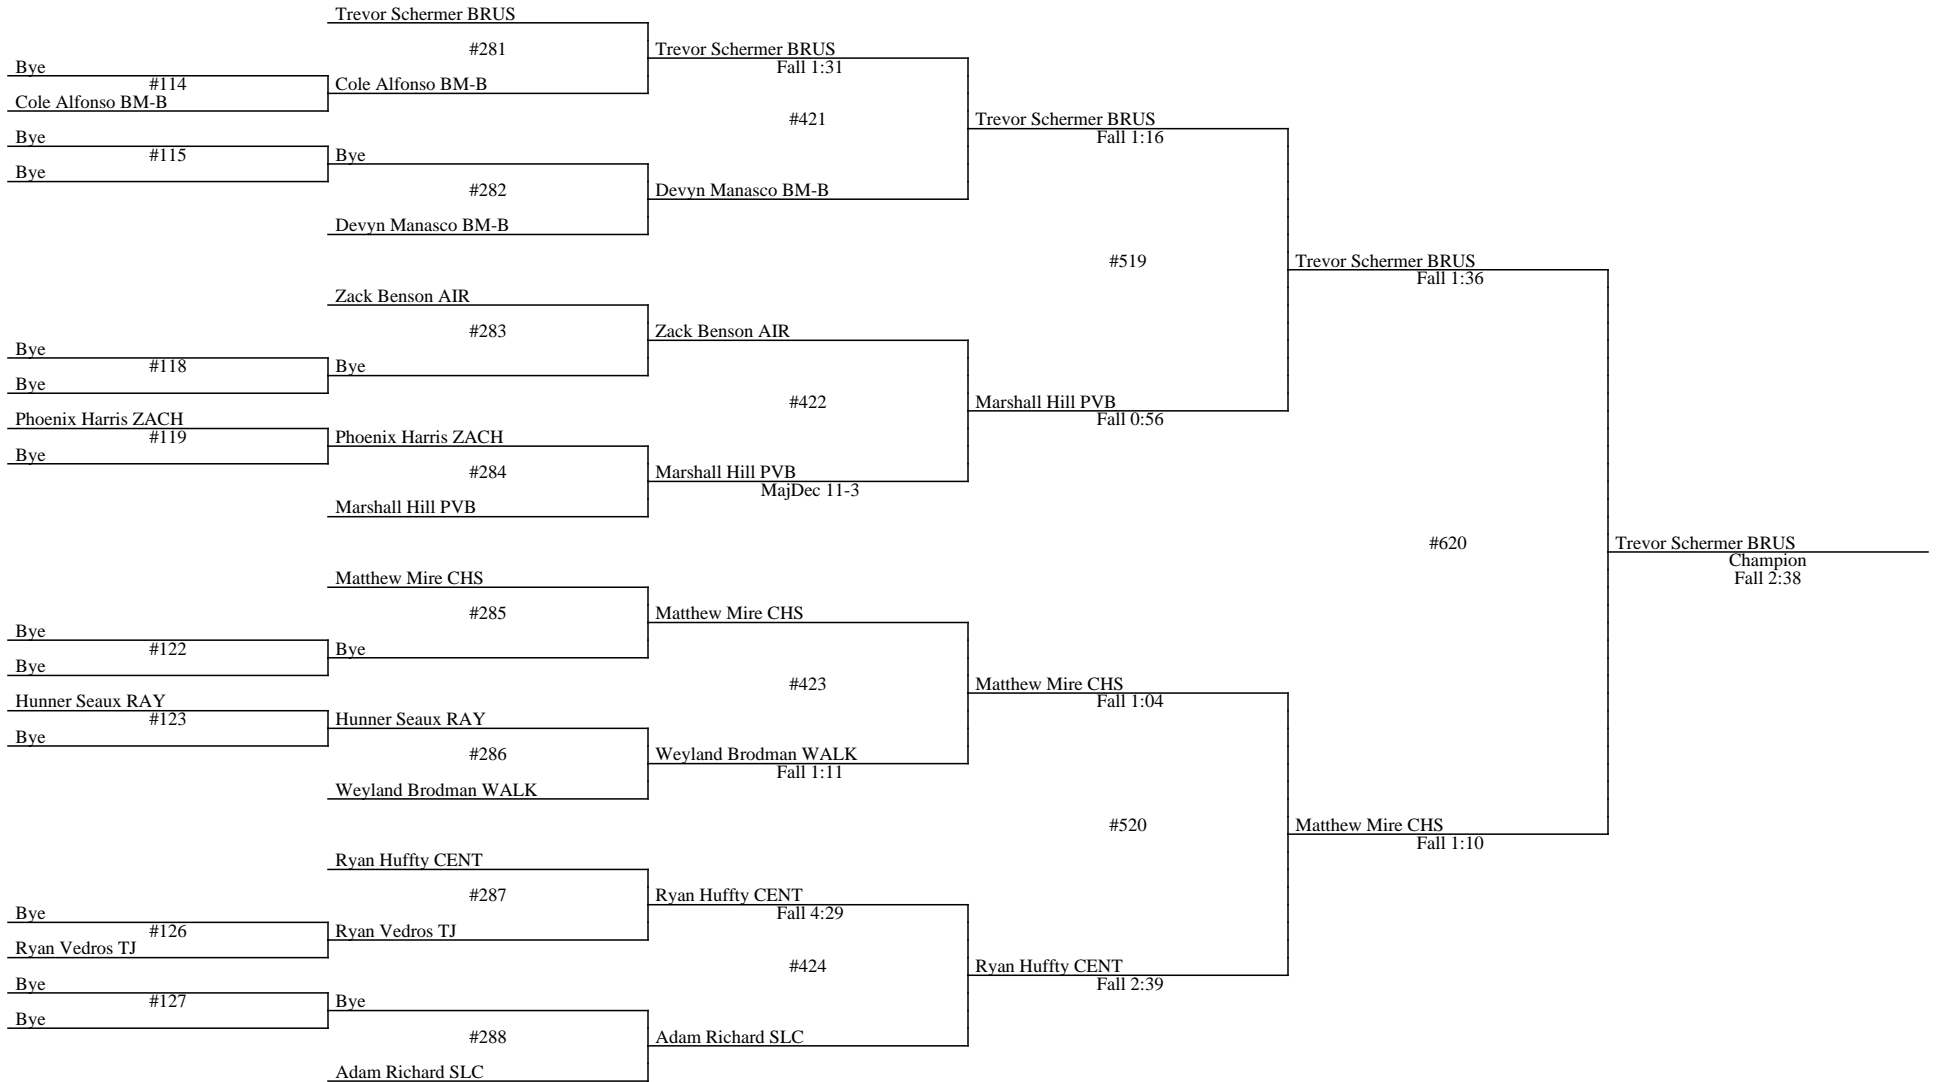 Trevor Schermer BRUS
#281
Trevor Schermer BRUS
Fall 1:31
Bye
#114
Cole Alfonso BM-B
Cole Alfonso BM-B
#421
Trevor Schermer BRUS
Fall 1:16
Bye
#115
Bye
Bye
#282
Devyn Manasco BM-B
Devyn Manasco BM-B
#519
Trevor Schermer BRUS
Fall 1:36
Zack Benson AIR
#283
Zack Benson AIR
Bye
#118
Bye
Bye
#422
Marshall Hill PVB
Fall 0:56
Phoenix Harris ZACH
#119
Bye
Phoenix Harris ZACH
#284
Marshall Hill PVB
MajDec 11-3
Marshall Hill PVB
#620
Trevor Schermer BRUS
Champion
Fall 2:38
Matthew Mire CHS
#285
Matthew Mire CHS
Bye
#122
Bye
Bye
#423
Matthew Mire CHS
Fall 1:04
Hunner Seaux RAY
#123
Bye
Hunner Seaux RAY
#286
Weyland Brodman WALK
Fall 1:11
Weyland Brodman WALK
#520
Matthew Mire CHS
Fall 1:10
Ryan Huffty CENT
#287
Ryan Huffty CENT
Fall 4:29
Bye
#126
Ryan Vedros TJ
Ryan Vedros TJ
#424
Ryan Huffty CENT
Fall 2:39
Bye
#127
Bye
Bye
#288
Adam Richard SLC
Adam Richard SLC